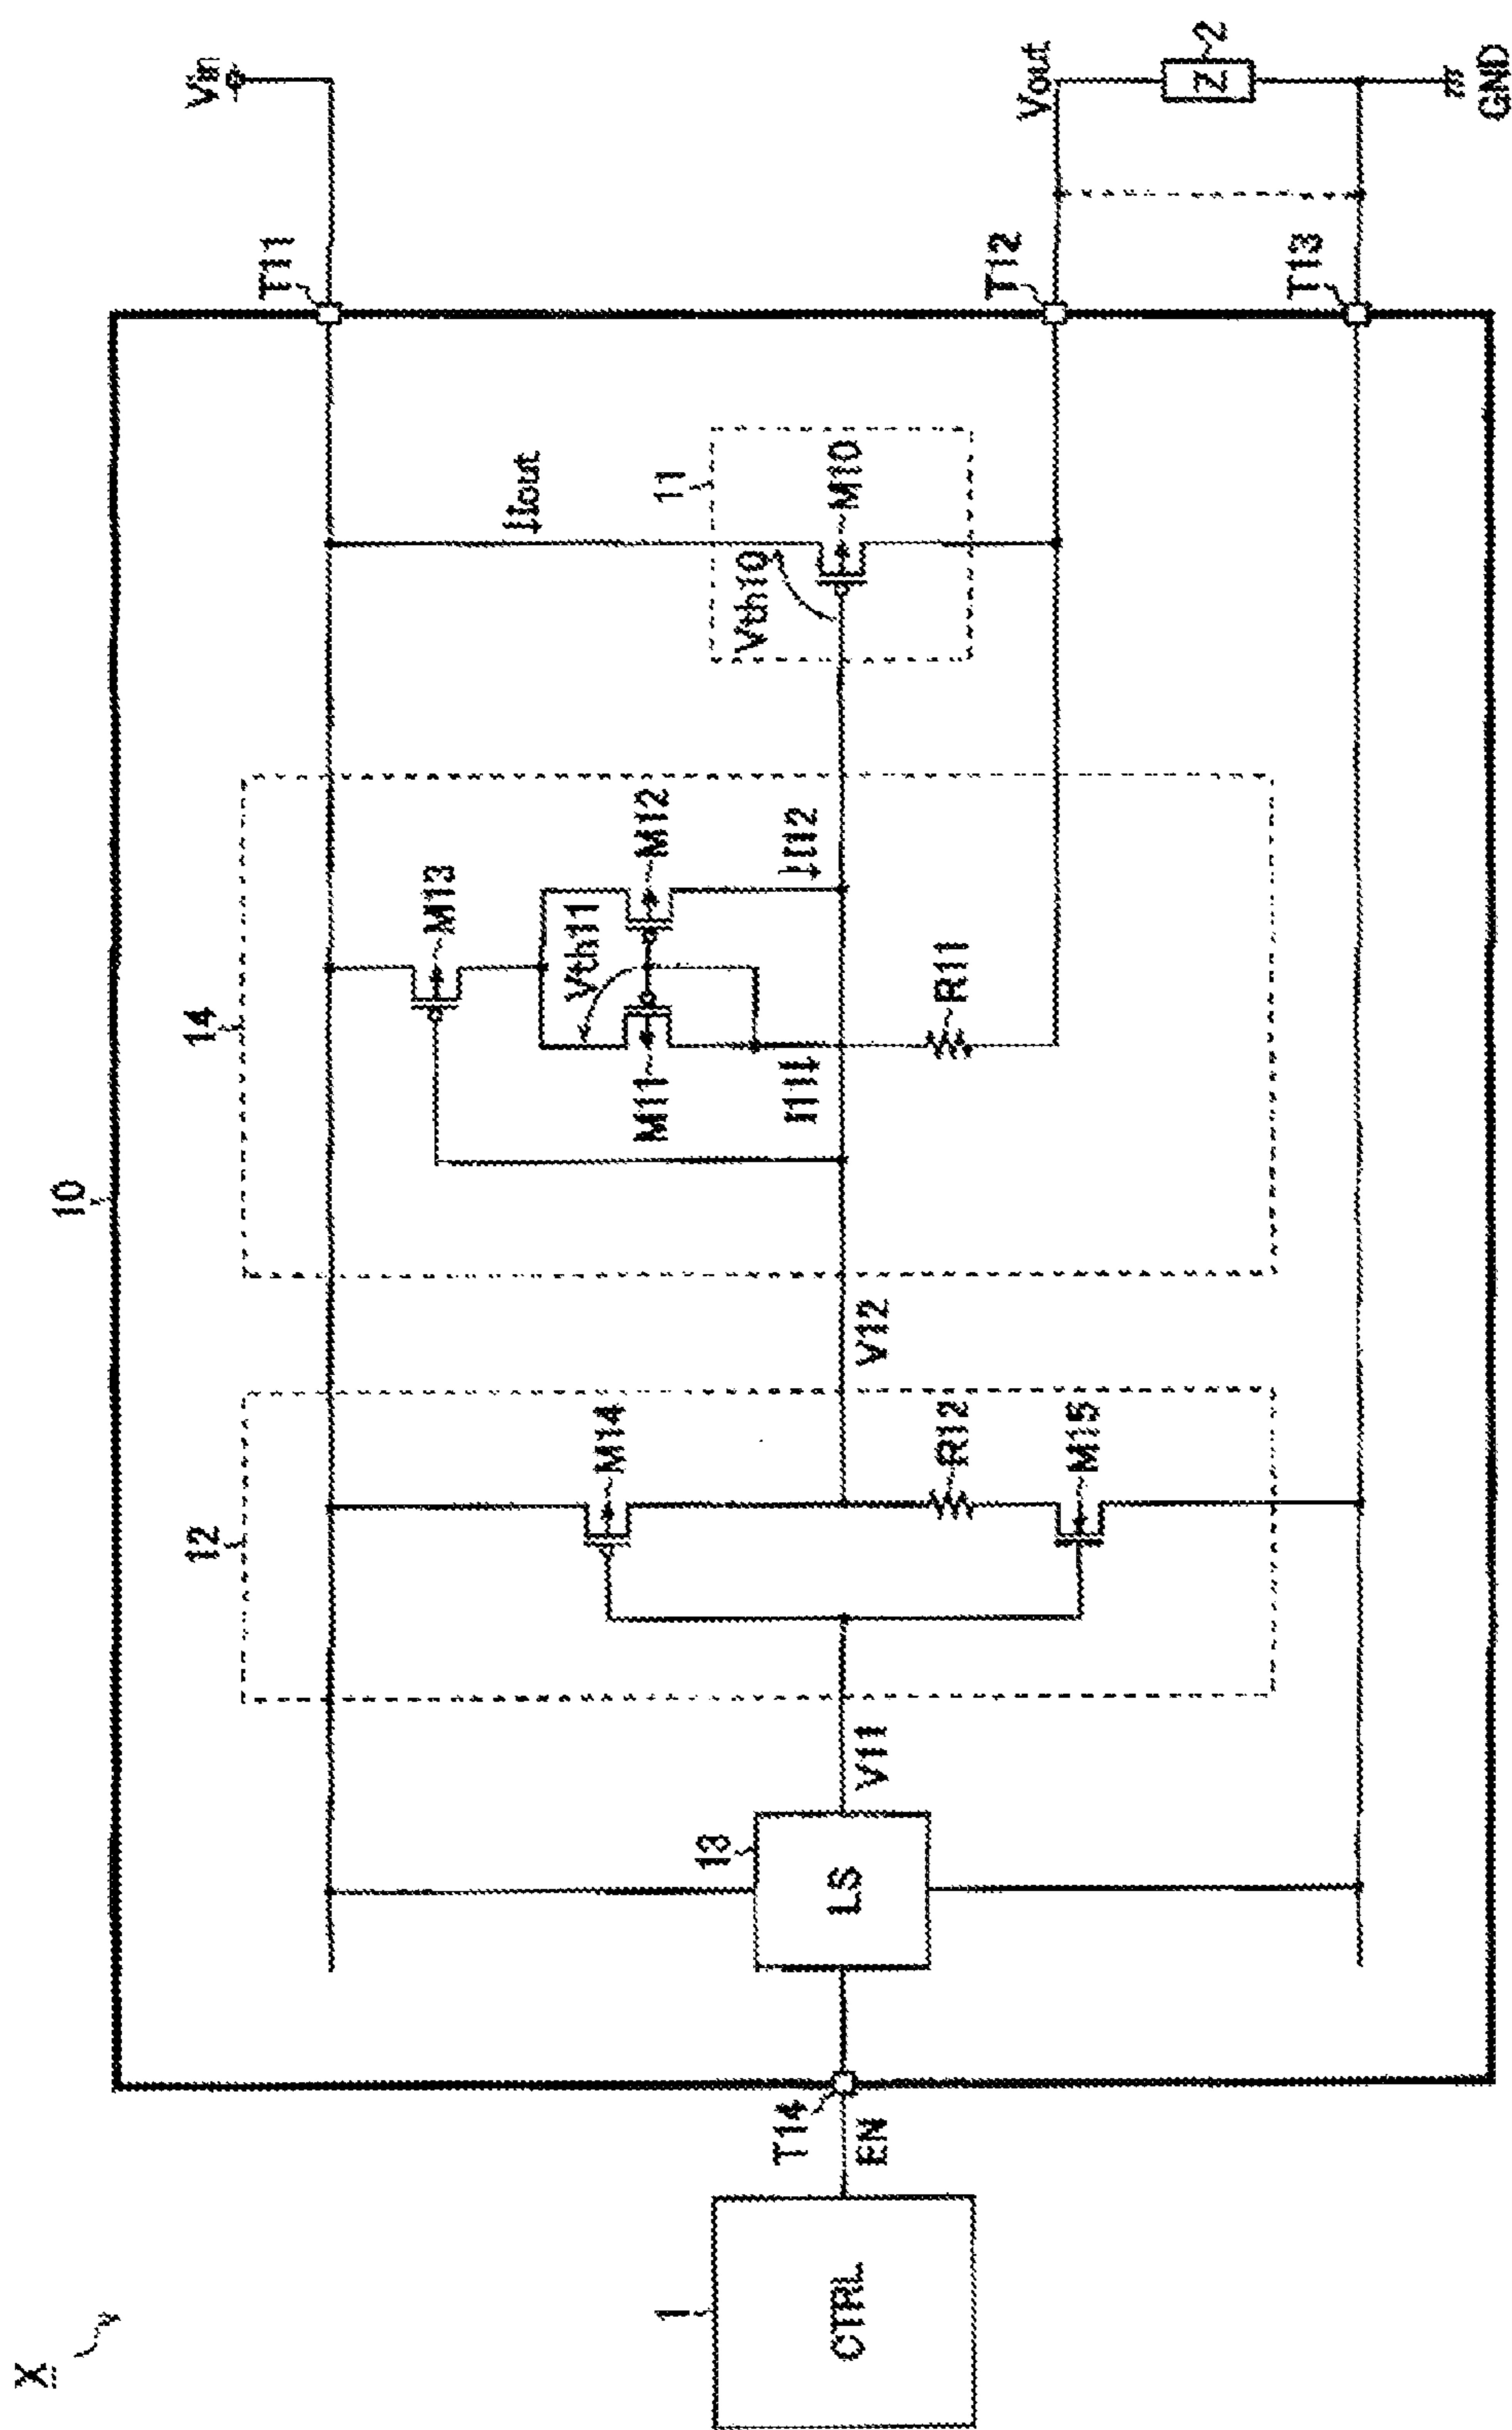 X
10
Vin
T11
14
12
M13
Iout
11
M14
M11
Vth11
M12
Vth10
M10
13
I11
I12
1
CTRL
T14
EN
LS
V11
V12
R12
R11
T12
Vout
M15
Z
2
T13
GND